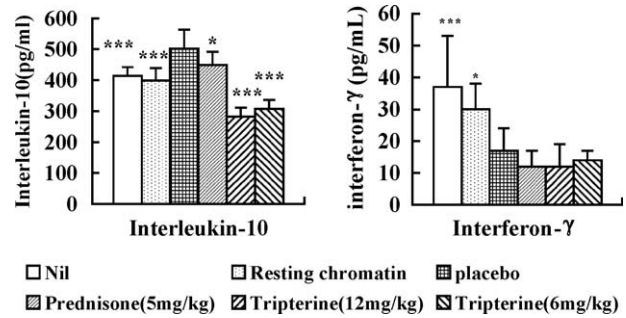 Interleukin-10(pg/ml)
600
500
400
300
200
100
0
***
***
*
***
***
Interleukin-10
interferon-γ (pg/mL)
60
50
40
30
20
10
0
***
*
Interferon-γ
Nil
Resting chromatin
placebo
Prednisone(5mg/kg)
Tripterine(12mg/kg)
Tripterine(6mg/kg)